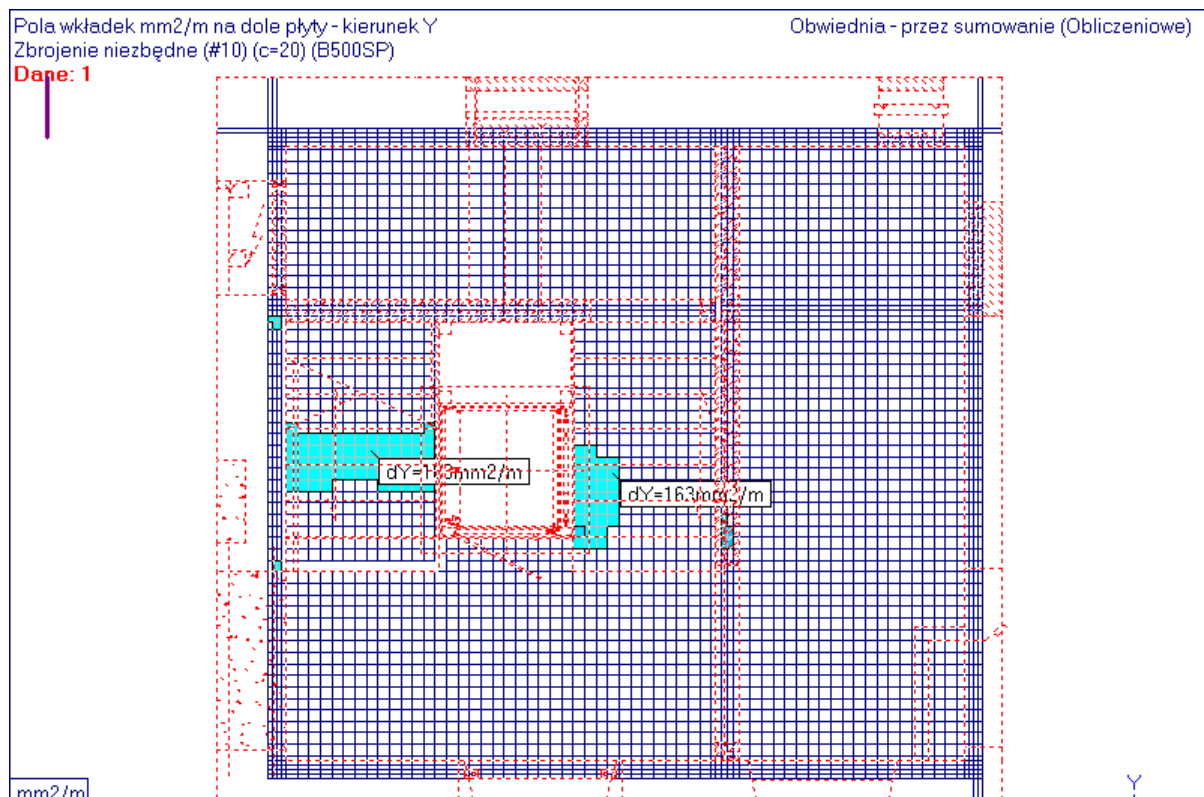 Pola wkładek mm2/m na dole płyty - kierunek Y
Obwiednia - przez sumowanie (Obliczeniowe)
Zbrojenie niezbędne (#10) (c=20) (B500SP)
Dane: 1
dY=163mm2/m
mm2/m
Y